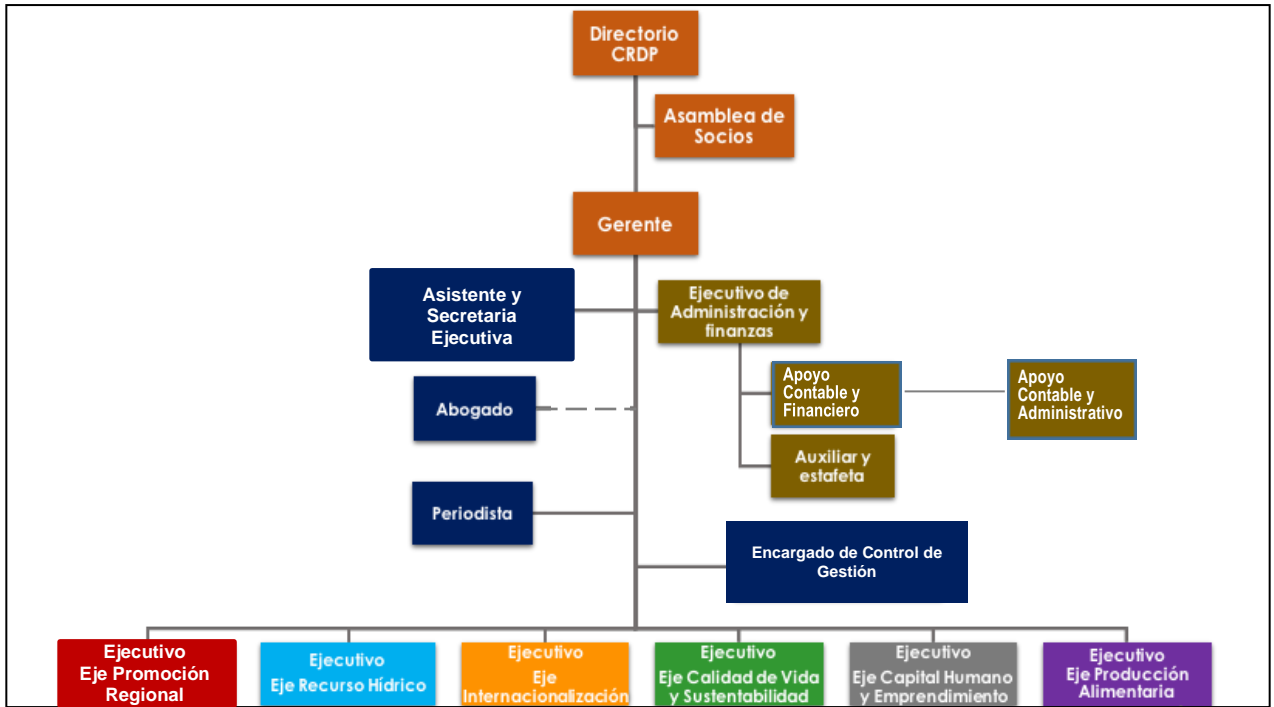 Directorio
CRDP
Asamblea de
Socios
Gerente
Asistente y
Secretaria
Ejecutiva
Ejecutivo de
Administración y
finanzas
Apoyo
Contable y
Financiero
Apoyo
Contable y
Administrativo
Abogado
Auxiliar y
estafeta
Periodista
Encargado de Control de
Gestión
Ejecutivo
Eje Promoción
Regional
Ejecutivo
Eje Recurso Hídrico
Ejecutivo
Eje
Internacionalización
Ejecutivo
Eje Calidad de Vida
y Sustentabilidad
Ejecutivo
Eje Capital Humano
y Emprendimiento
Ejecutivo
Eje Producción
Alimentaria